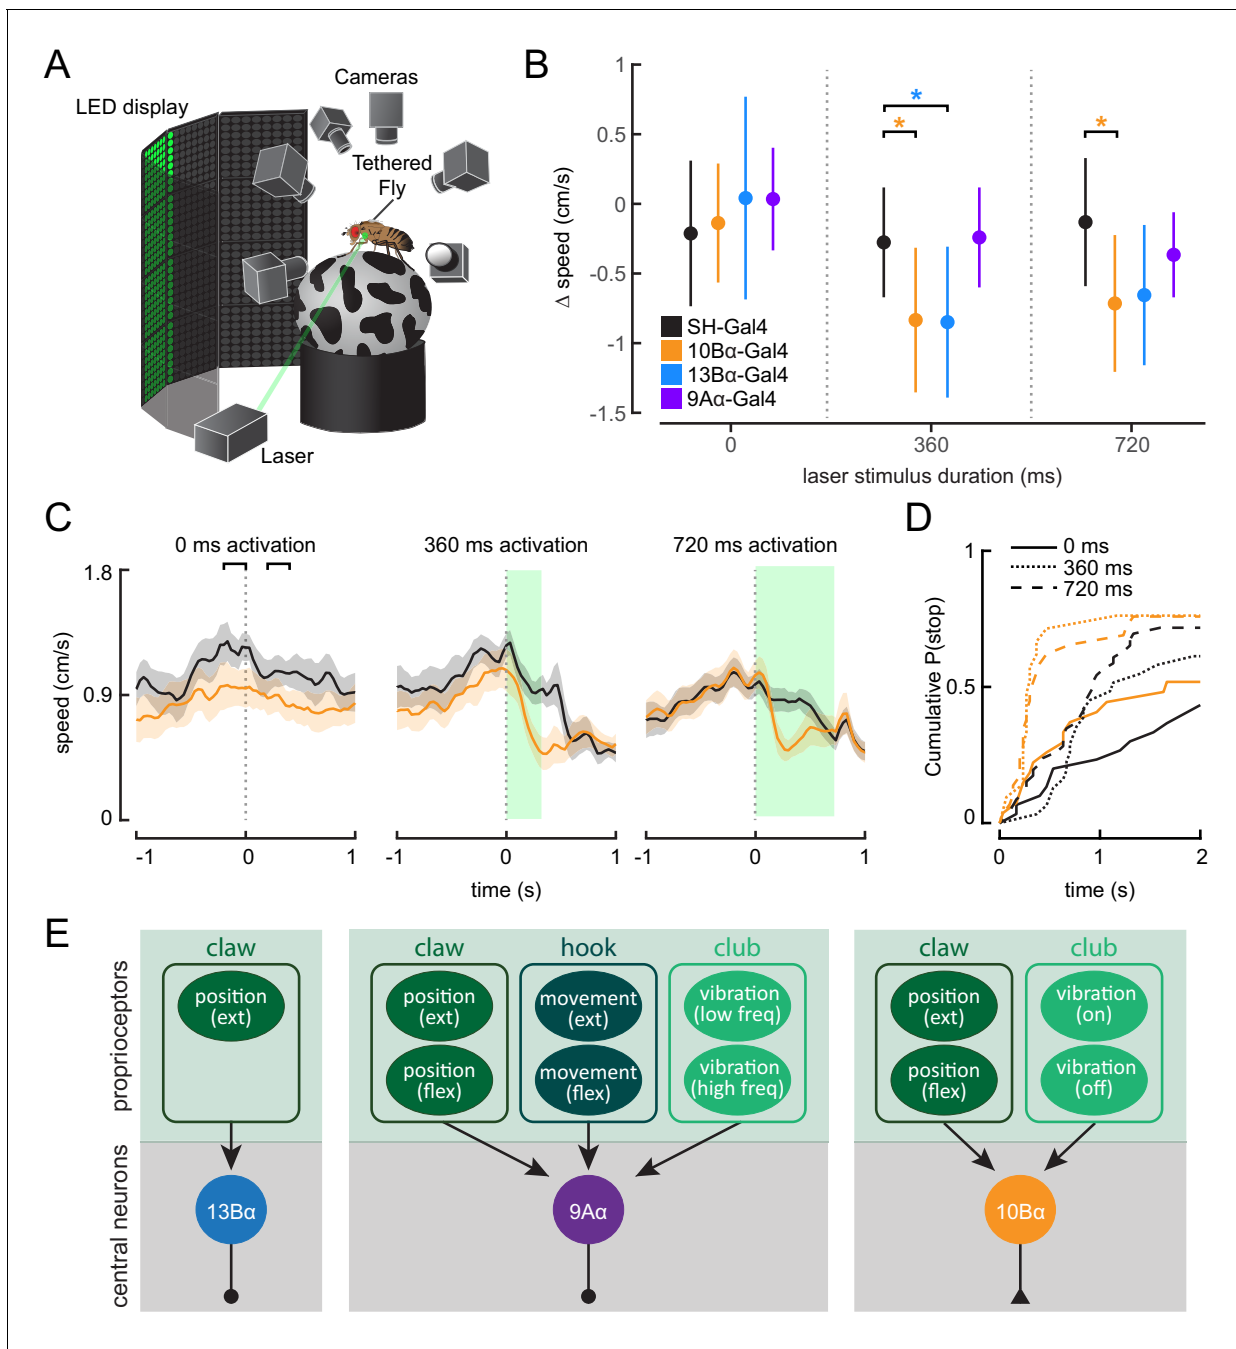 A
LED display
Cameras
Tethered
Fly
Laser
B
Δ speed (cm/s)
1
0.5
0
-0.5
-1
-1.5
*
*
*
SH-Gal4
10Bα-Gal4
13Bα-Gal4
9Aα-Gal4
0
360
720
laser stimulus duration (ms)
C
0 ms activation
360 ms activation
720 ms activation
speed (cm/s)
1.8
0.9
0
-1
0
1
-1
0
1
-1
0
1
time (s)
D
0 ms
360 ms
720 ms
Cumulative P(stop)
1
0.5
0
0
1
2
time (s)
E
proprioceptors
central neurons
claw
position
(ext)
13Bα
claw
hook
club
position
(ext)
movement
(ext)
vibration
(low freq)
position
(flex)
movement
(flex)
vibration
(high freq)
9Aα
claw
club
position
(ext)
vibration
(on)
position
(flex)
vibration
(off)
10Bα